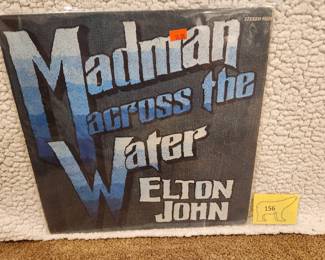 Madman
across the
Water
ELTON
JOHN
156